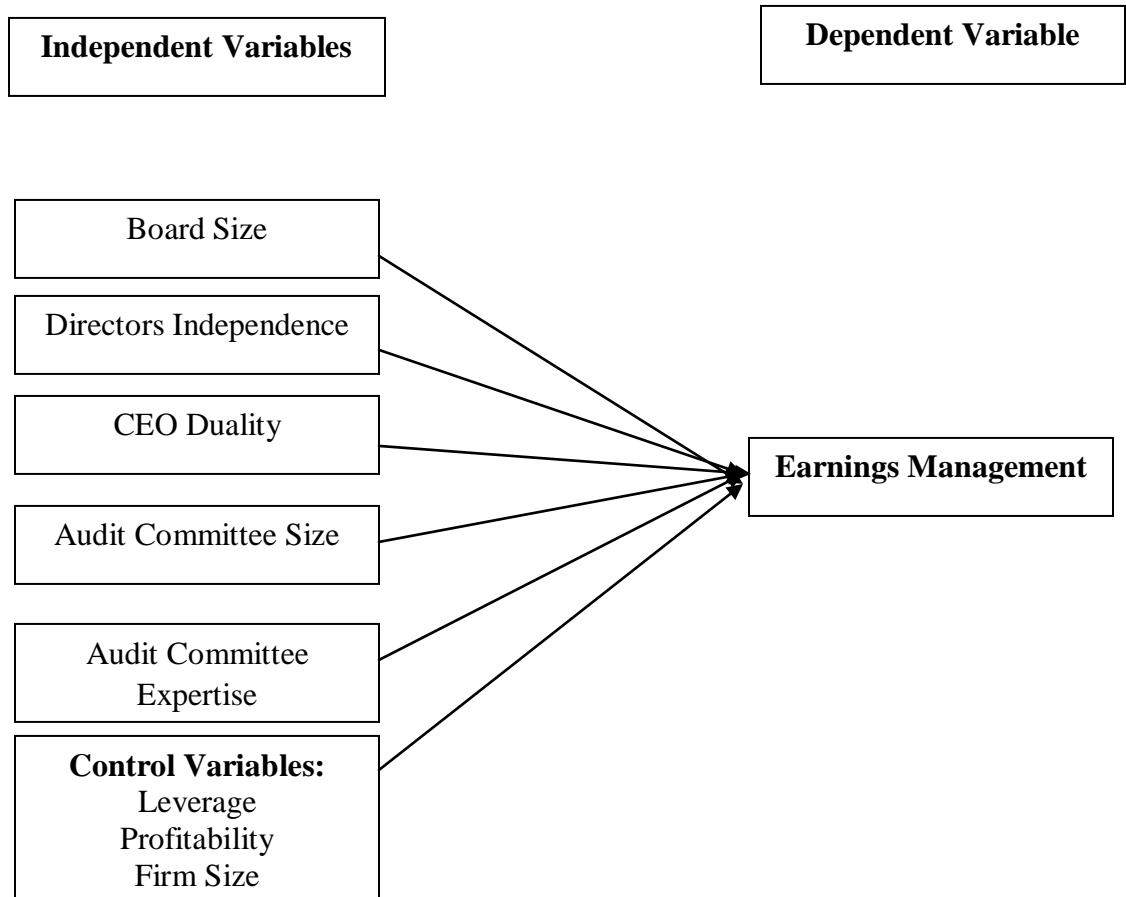 Independent Variables
Dependent Variable
Board Size
Directors Independence
CEO Duality
Audit Committee Size
Audit Committee
Expertise
Control Variables:
Leverage
Profitability
Firm Size
Earnings Management